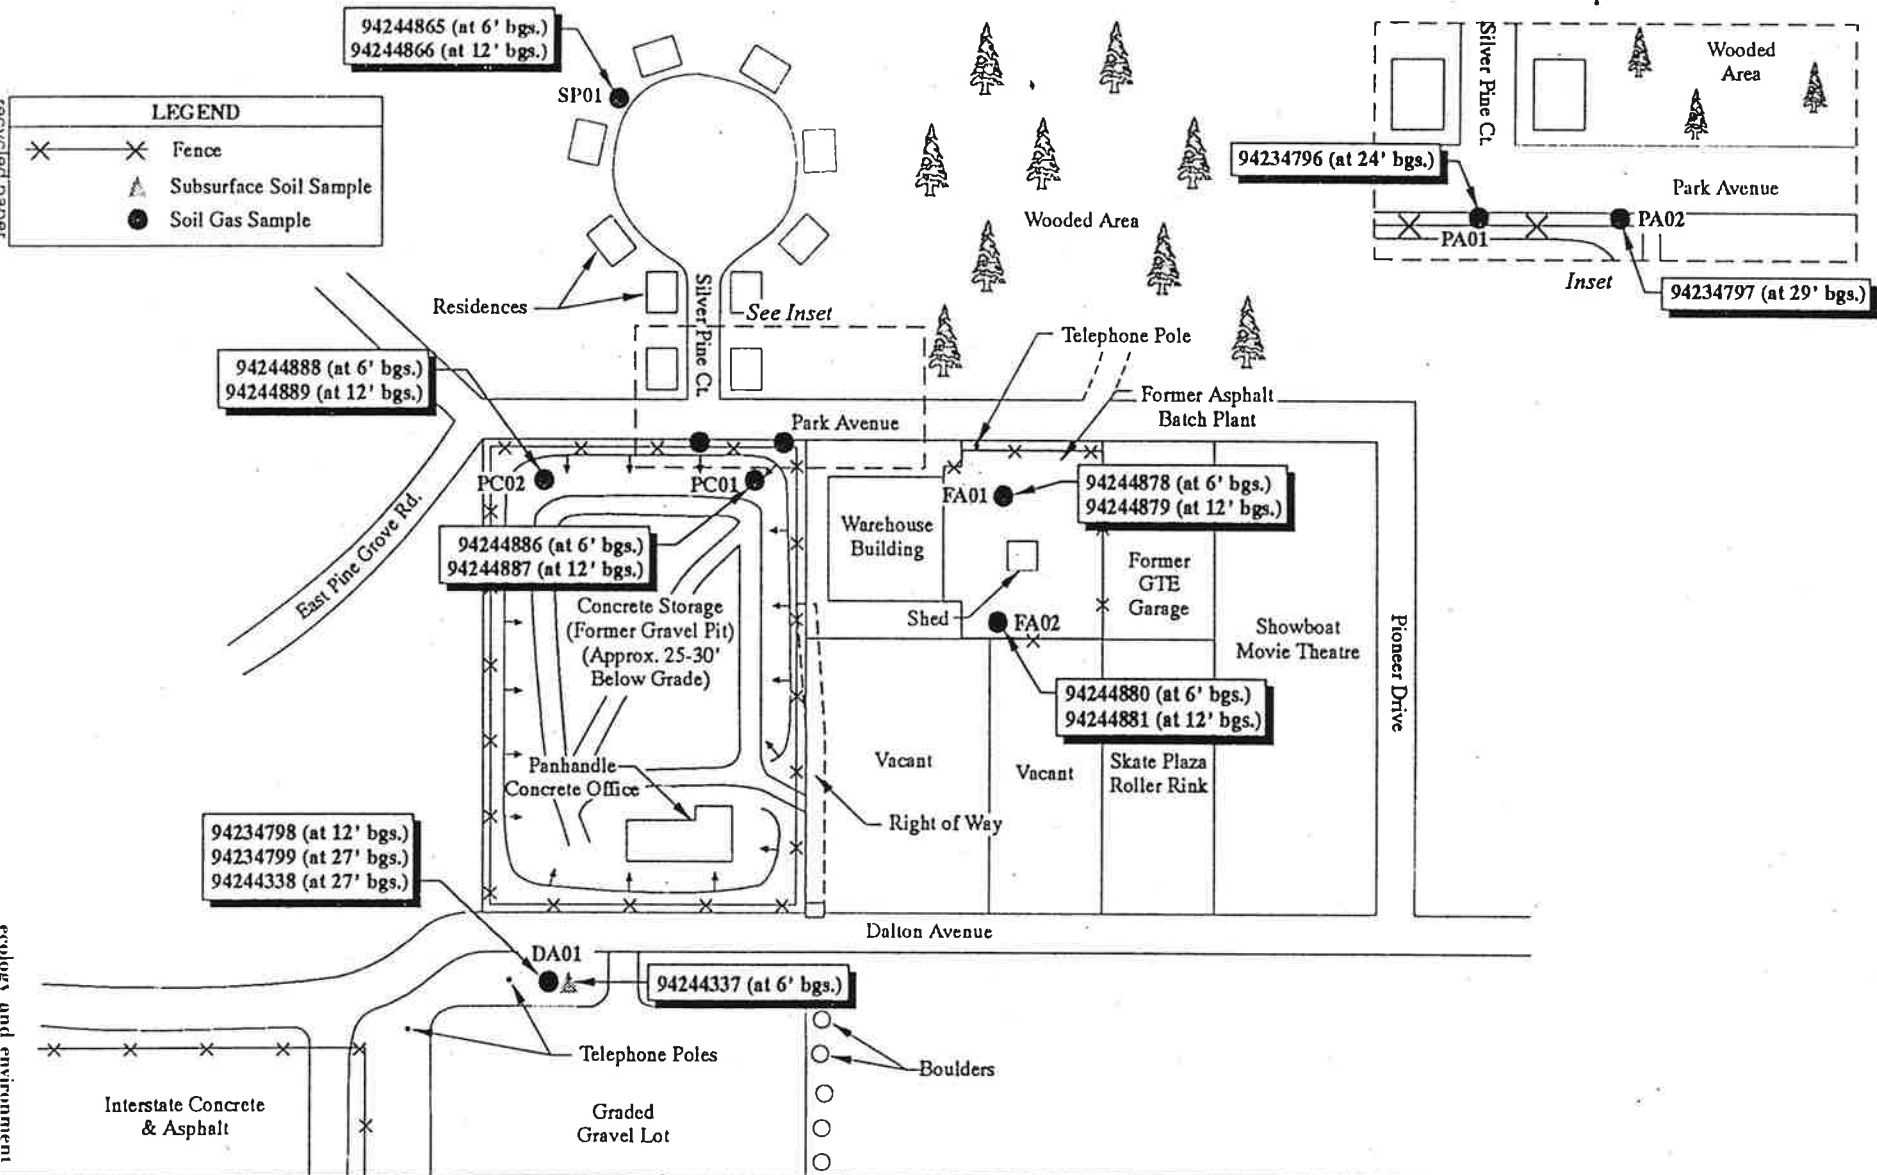 94244865 (at 6' bgs.)
94244866 (at 12' bgs.)
SP01
LEGEND
Fence
Subsurface Soil Sample
Soil Gas Sample
recycled paper
Residences
Silver Pine Ct.
See Inset
Wooded Area
Silver Pine Ct.
Wooded
Area
94234796 (at 24' bgs.)
Park Avenue
PA01
PA02
Inset
94234797 (at 29' bgs.)
Telephone Pole
Former Asphalt
Batch Plant
94244888 (at 6' bgs.)
94244889 (at 12' bgs.)
Park Avenue
PC02
PC01
FA01
94244878 (at 6' bgs.)
94244879 (at 12' bgs.)
East Pine Grove Rd.
94244886 (at 6' bgs.)
94244887 (at 12' bgs.)
Warehouse
Building
Former
GTE
Garage
Concrete Storage
(Former Gravel Pit)
(Approx. 25-30'
Below Grade)
Shed
FA02
Showboat
Movie Theatre
Pioneer Drive
94244880 (at 6' bgs.)
94244881 (at 12' bgs.)
Panhandle
Concrete Office
Vacant
Vacant
Skate Plaza
Roller Rink
Right of Way
94234798 (at 12' bgs.)
94234799 (at 27' bgs.)
94244338 (at 27' bgs.)
Dalton Avenue
DA01
94244337 (at 6' bgs.)
Telephone Poles
Boulders
Interstate Concrete
& Asphalt
Graded
Gravel Lot
ecology and environment